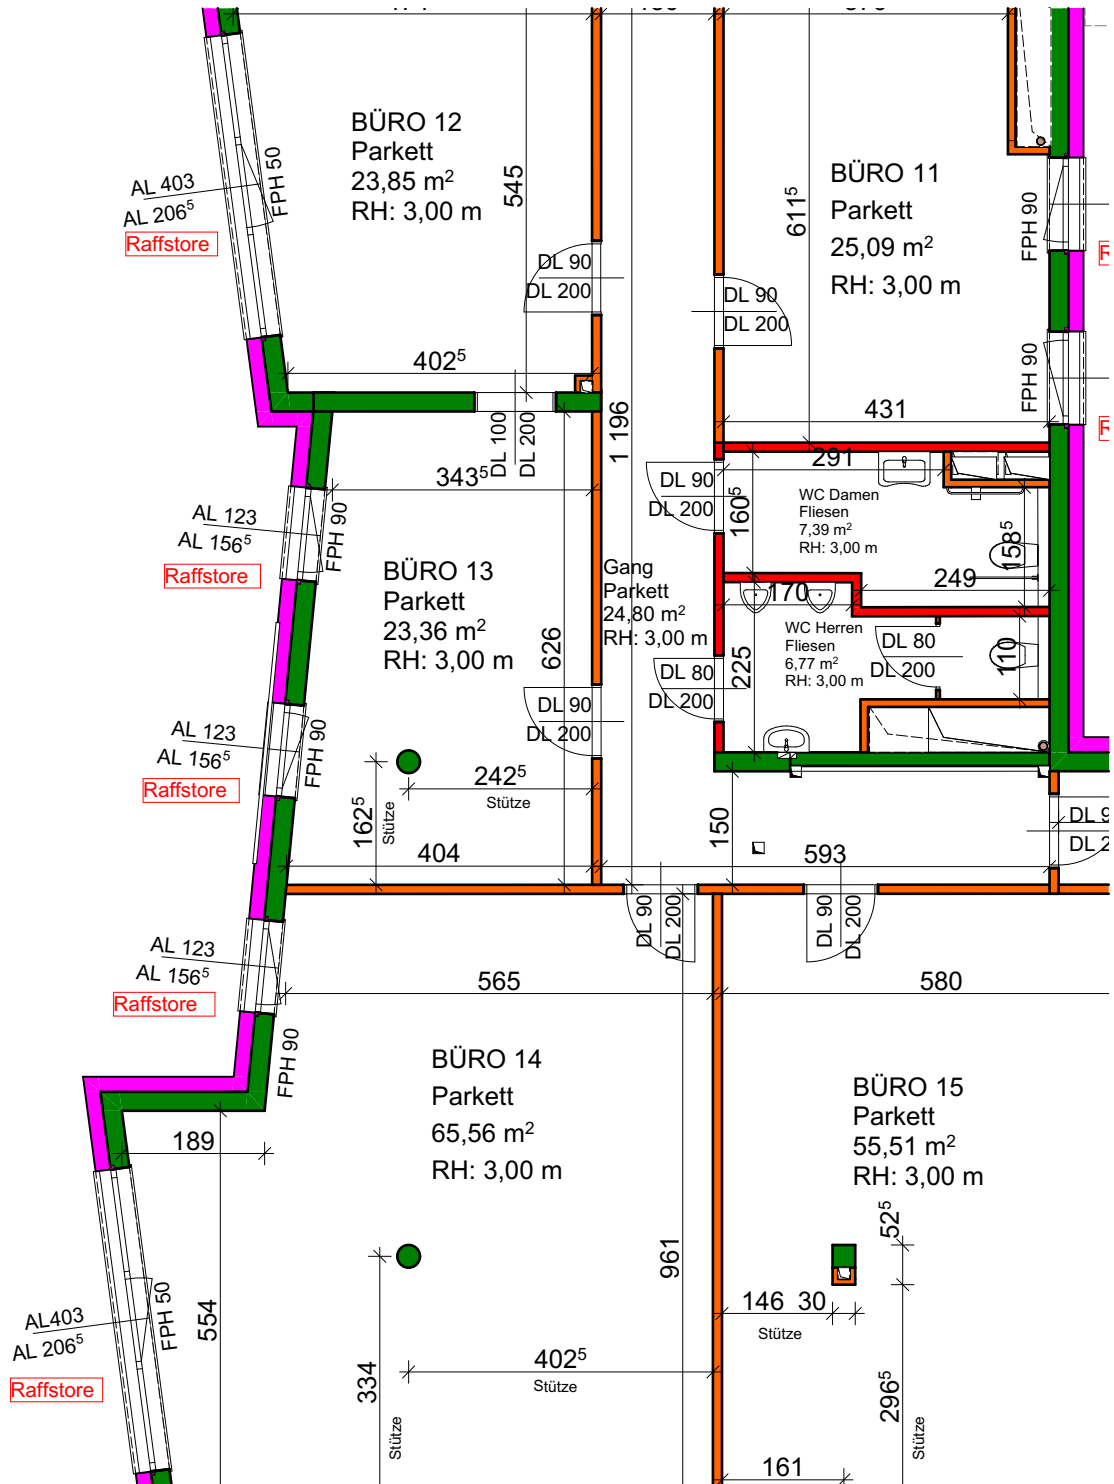 BÜRO 12
Parkett
23,85 m²
RH: 3,00 m
545
AL 403
AL 206⁵
Raffstore
FPH 50
DL 90
DL 200
402⁵
BÜRO 11
Parkett
25,09 m²
RH: 3,00 m
611⁵
FPH 90
FPH 90
DL 90
DL 200
431
1 196
DL 100
DL 200
343⁵
AL 123
AL 156⁵
Raffstore
FPH 90
BÜRO 13
Parkett
23,36 m²
RH: 3,00 m
626
Gang
Parkett
24,80 m²
RH: 3,00 m
291
DL 90
DL 200
160⁵
WC Damen
Fliesen
7,39 m²
RH: 3,00 m
158⁵
249
170
WC Herren
Fliesen
6,77 m²
RH: 3,00 m
225
DL 80
DL 200
DL 80
DL 200
110
AL 123
AL 156⁵
Raffstore
FPH 90
DL 90
DL 200
242⁵
Stütze
162⁵
Stütze
404
150
593
DL 90
DL 200
DL 90
DL 200
AL 123
AL 156⁵
Raffstore
FPH 90
565
580
BÜRO 14
Parkett
65,56 m²
RH: 3,00 m
BÜRO 15
Parkett
55,51 m²
RH: 3,00 m
189
961
52⁵
146 30
Stütze
AL403
AL 206⁵
Raffstore
FPH 50
554
334
Stütze
402⁵
Stütze
296⁵
Stütze
161